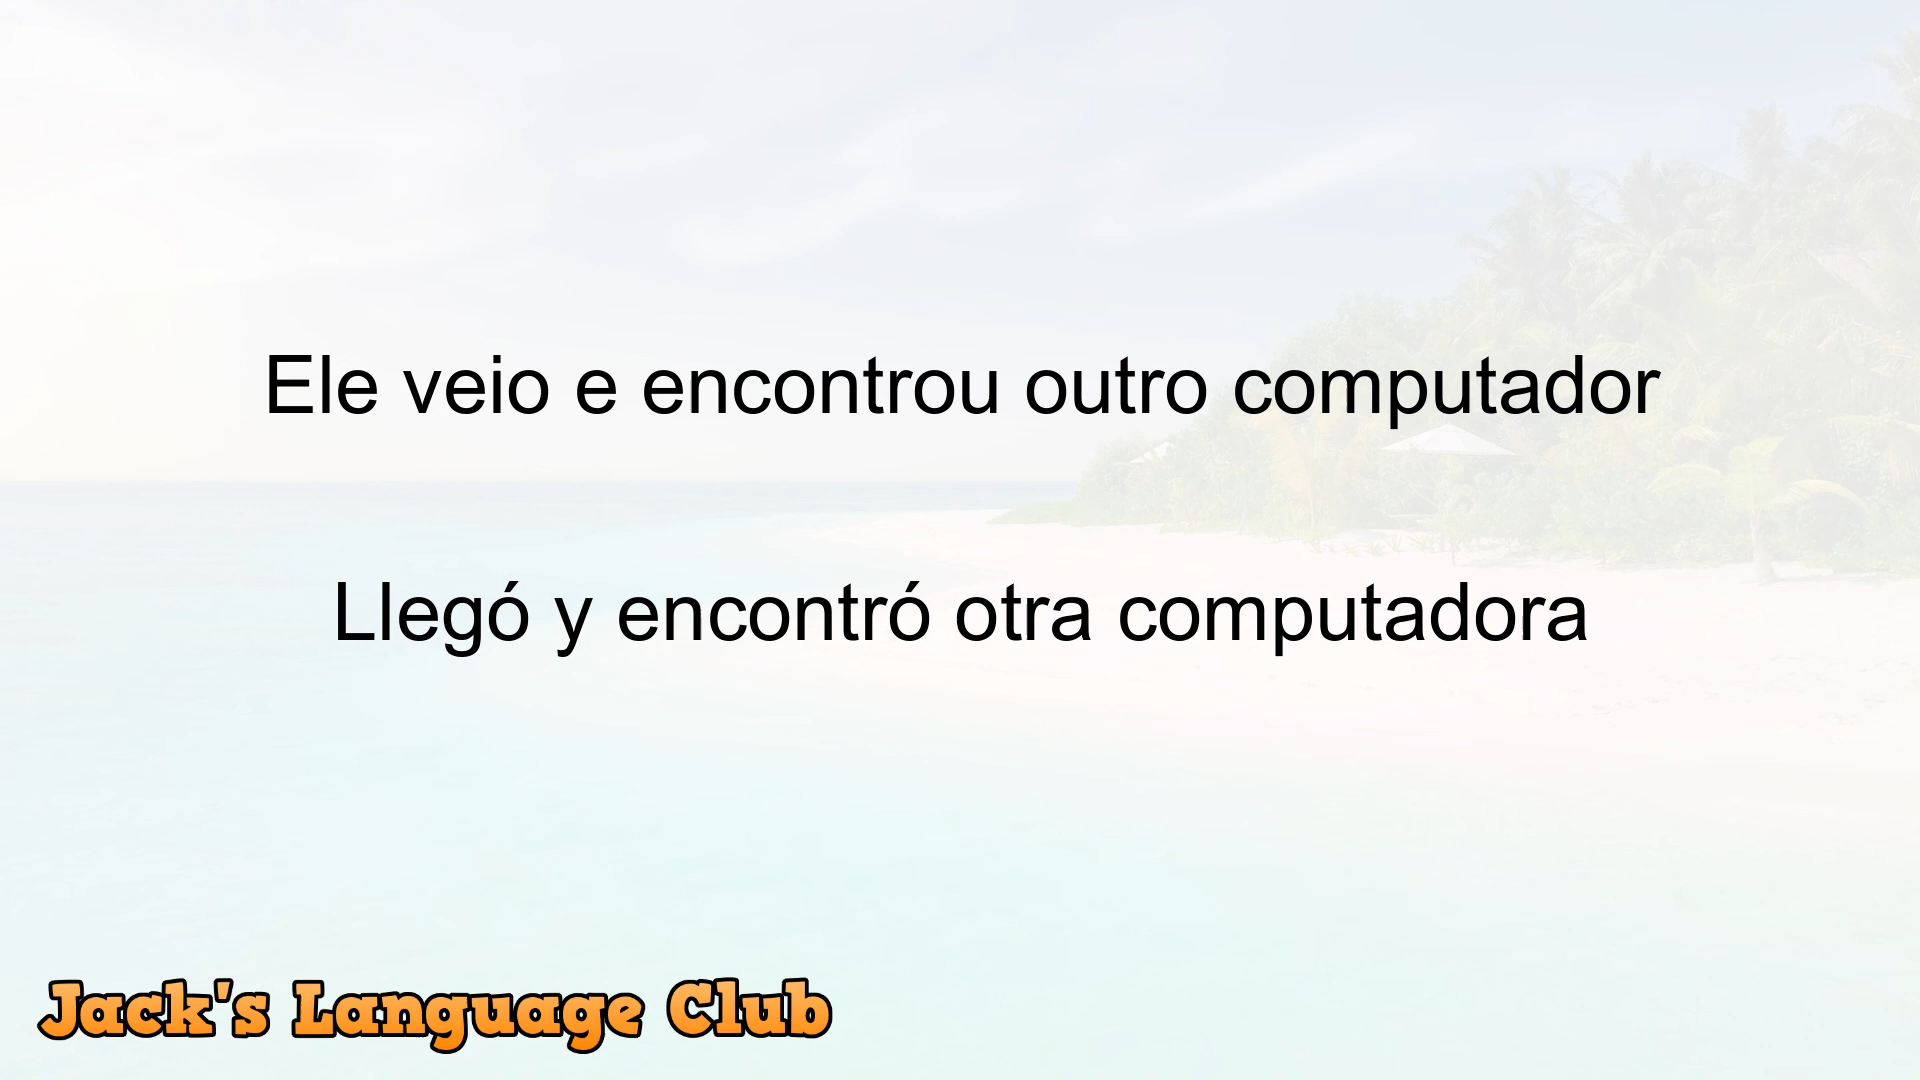 Ele veio e encontrou outro computador
Llegó y encontró otra computadora
Jack's Language Club